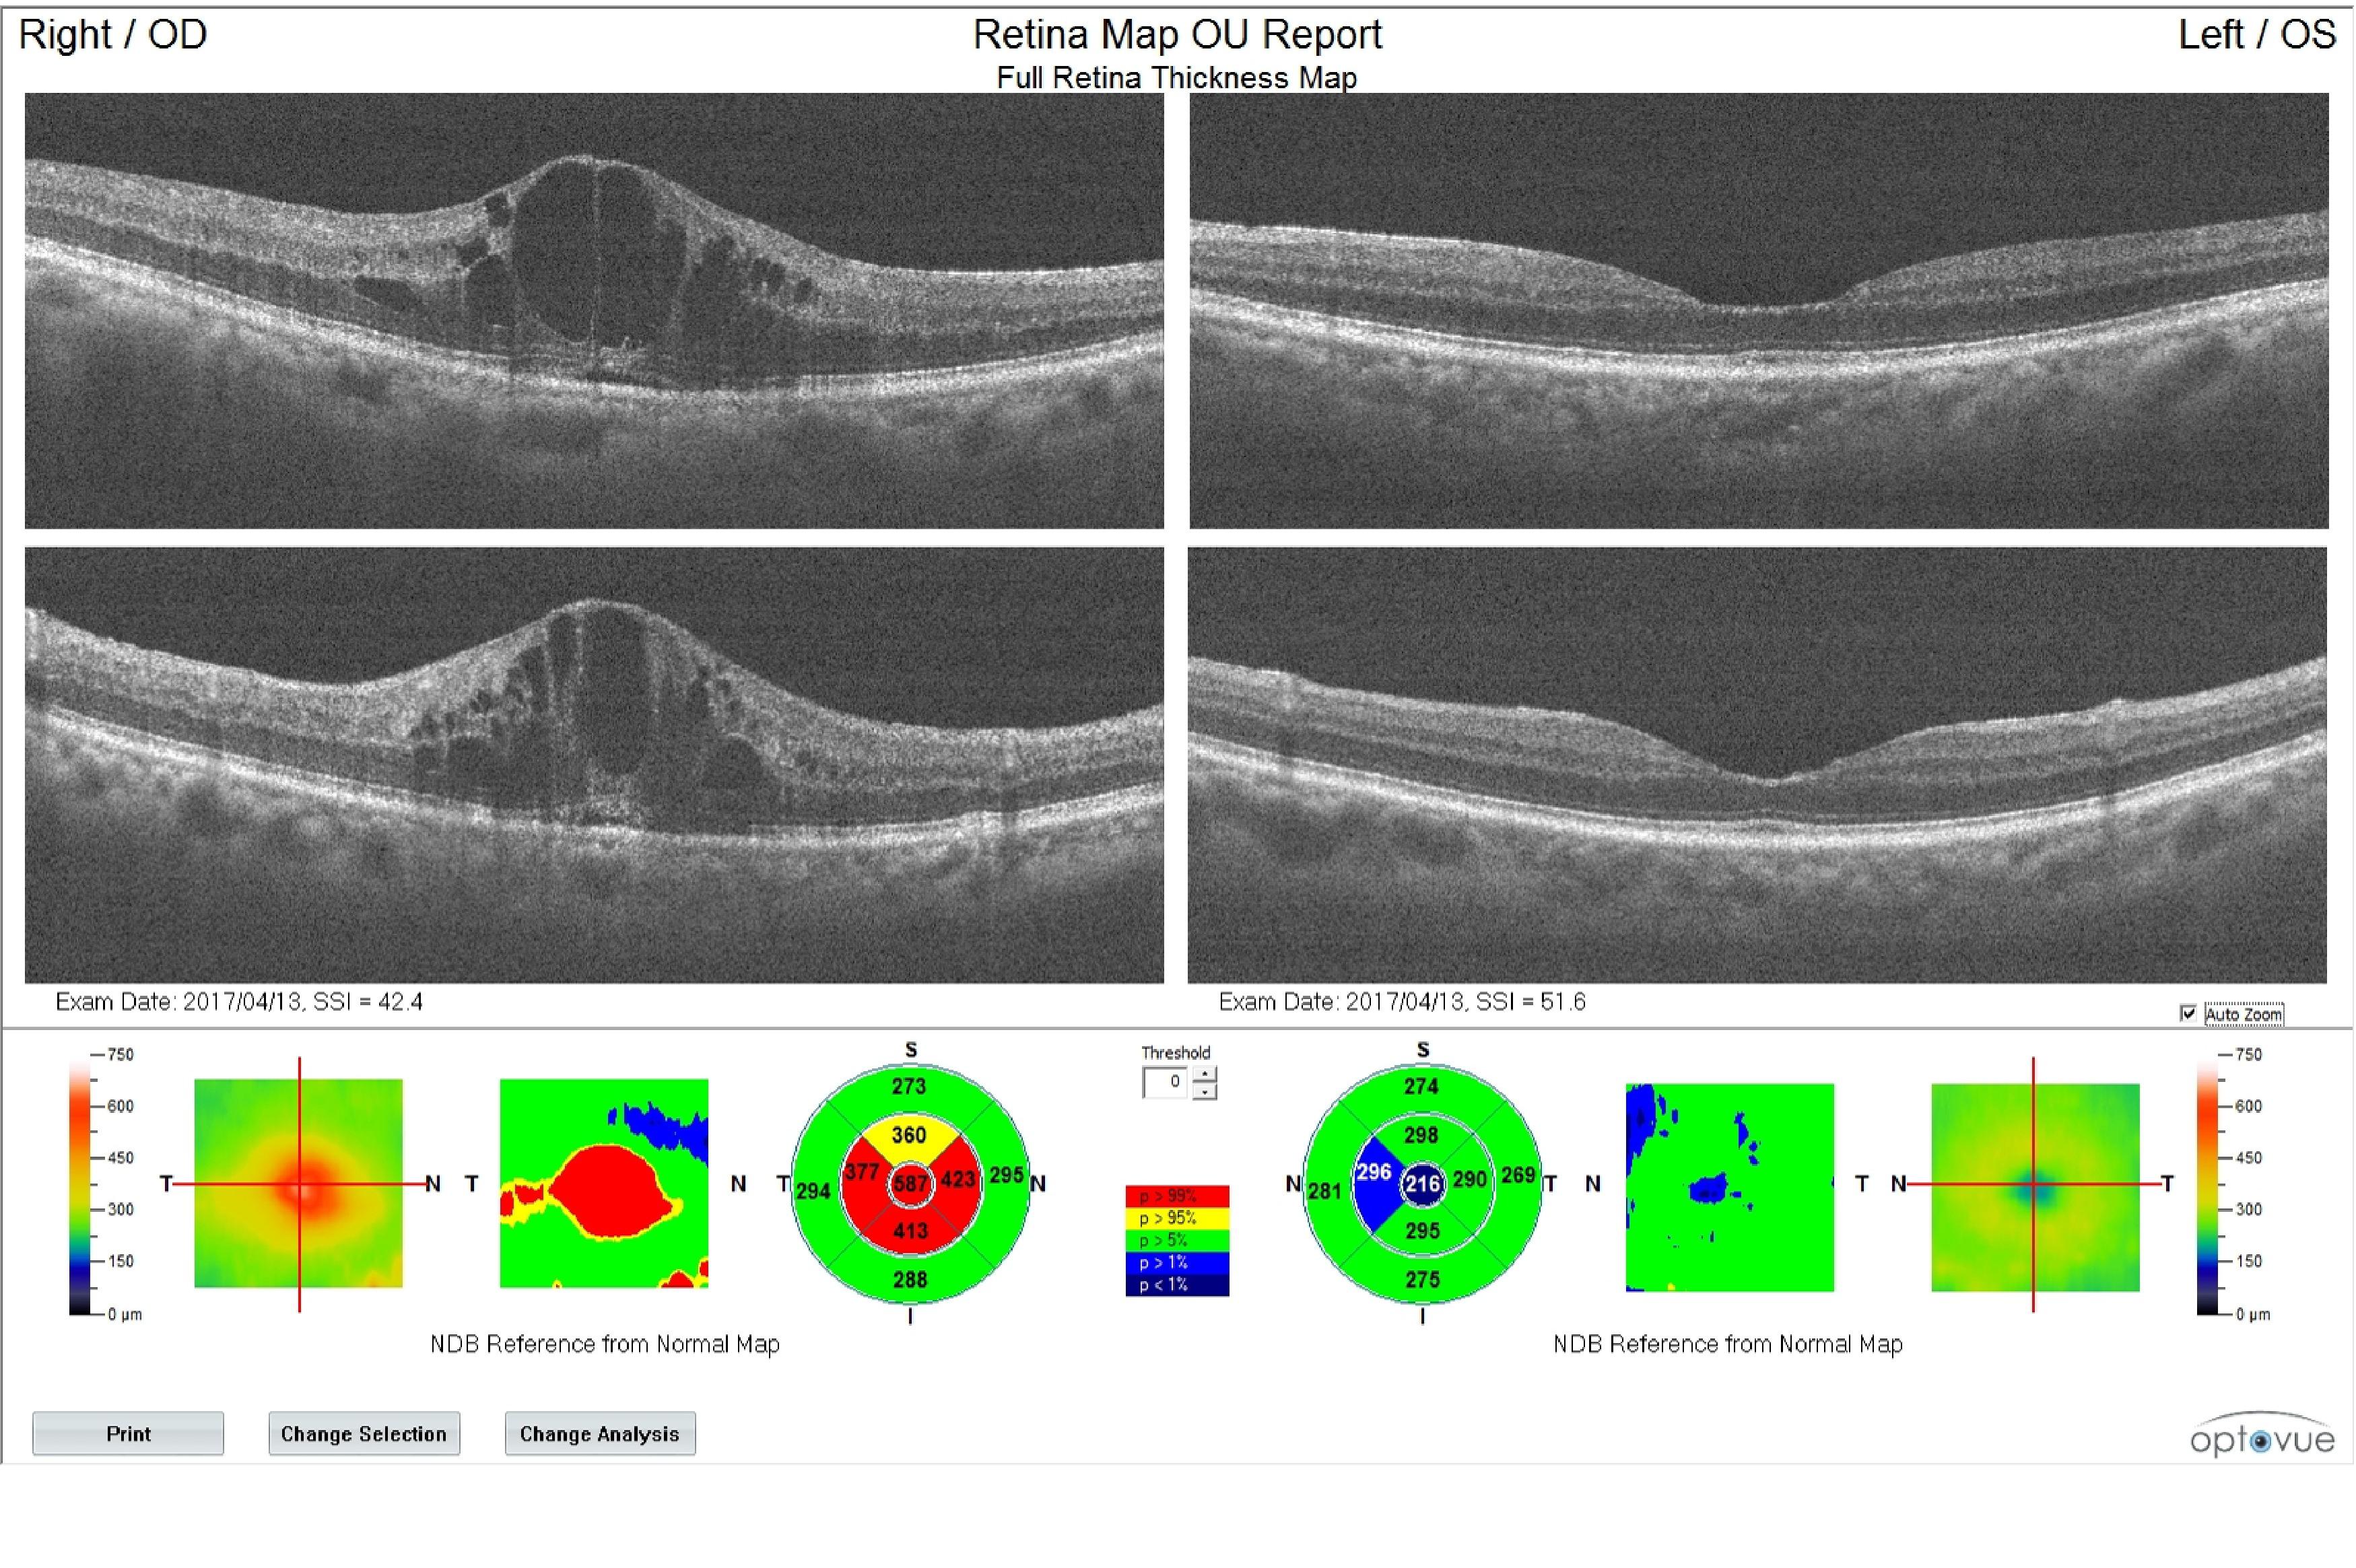 Right / OD
Retina Map OU Report
Left / OS
Full Retina Thickness Map
Exam Date: 2017/04/13, SSI = 42.4
Exam Date: 2017/04/13, SSI = 51.6
Auto Zoom
750
600
450
300
150
0 µm
T
N
T
N
S
273
360
T
294
377
587
423
295
N
413
288
I
Threshold
0
p > 99%
p > 95%
p > 5%
p > 1%
p < 1%
S
274
298
N
281
296
216
290
269
T
295
275
I
N
T
N
T
750
600
450
300
150
0 µm
NDB Reference from Normal Map
NDB Reference from Normal Map
Print
Change Selection
Change Analysis
optovue